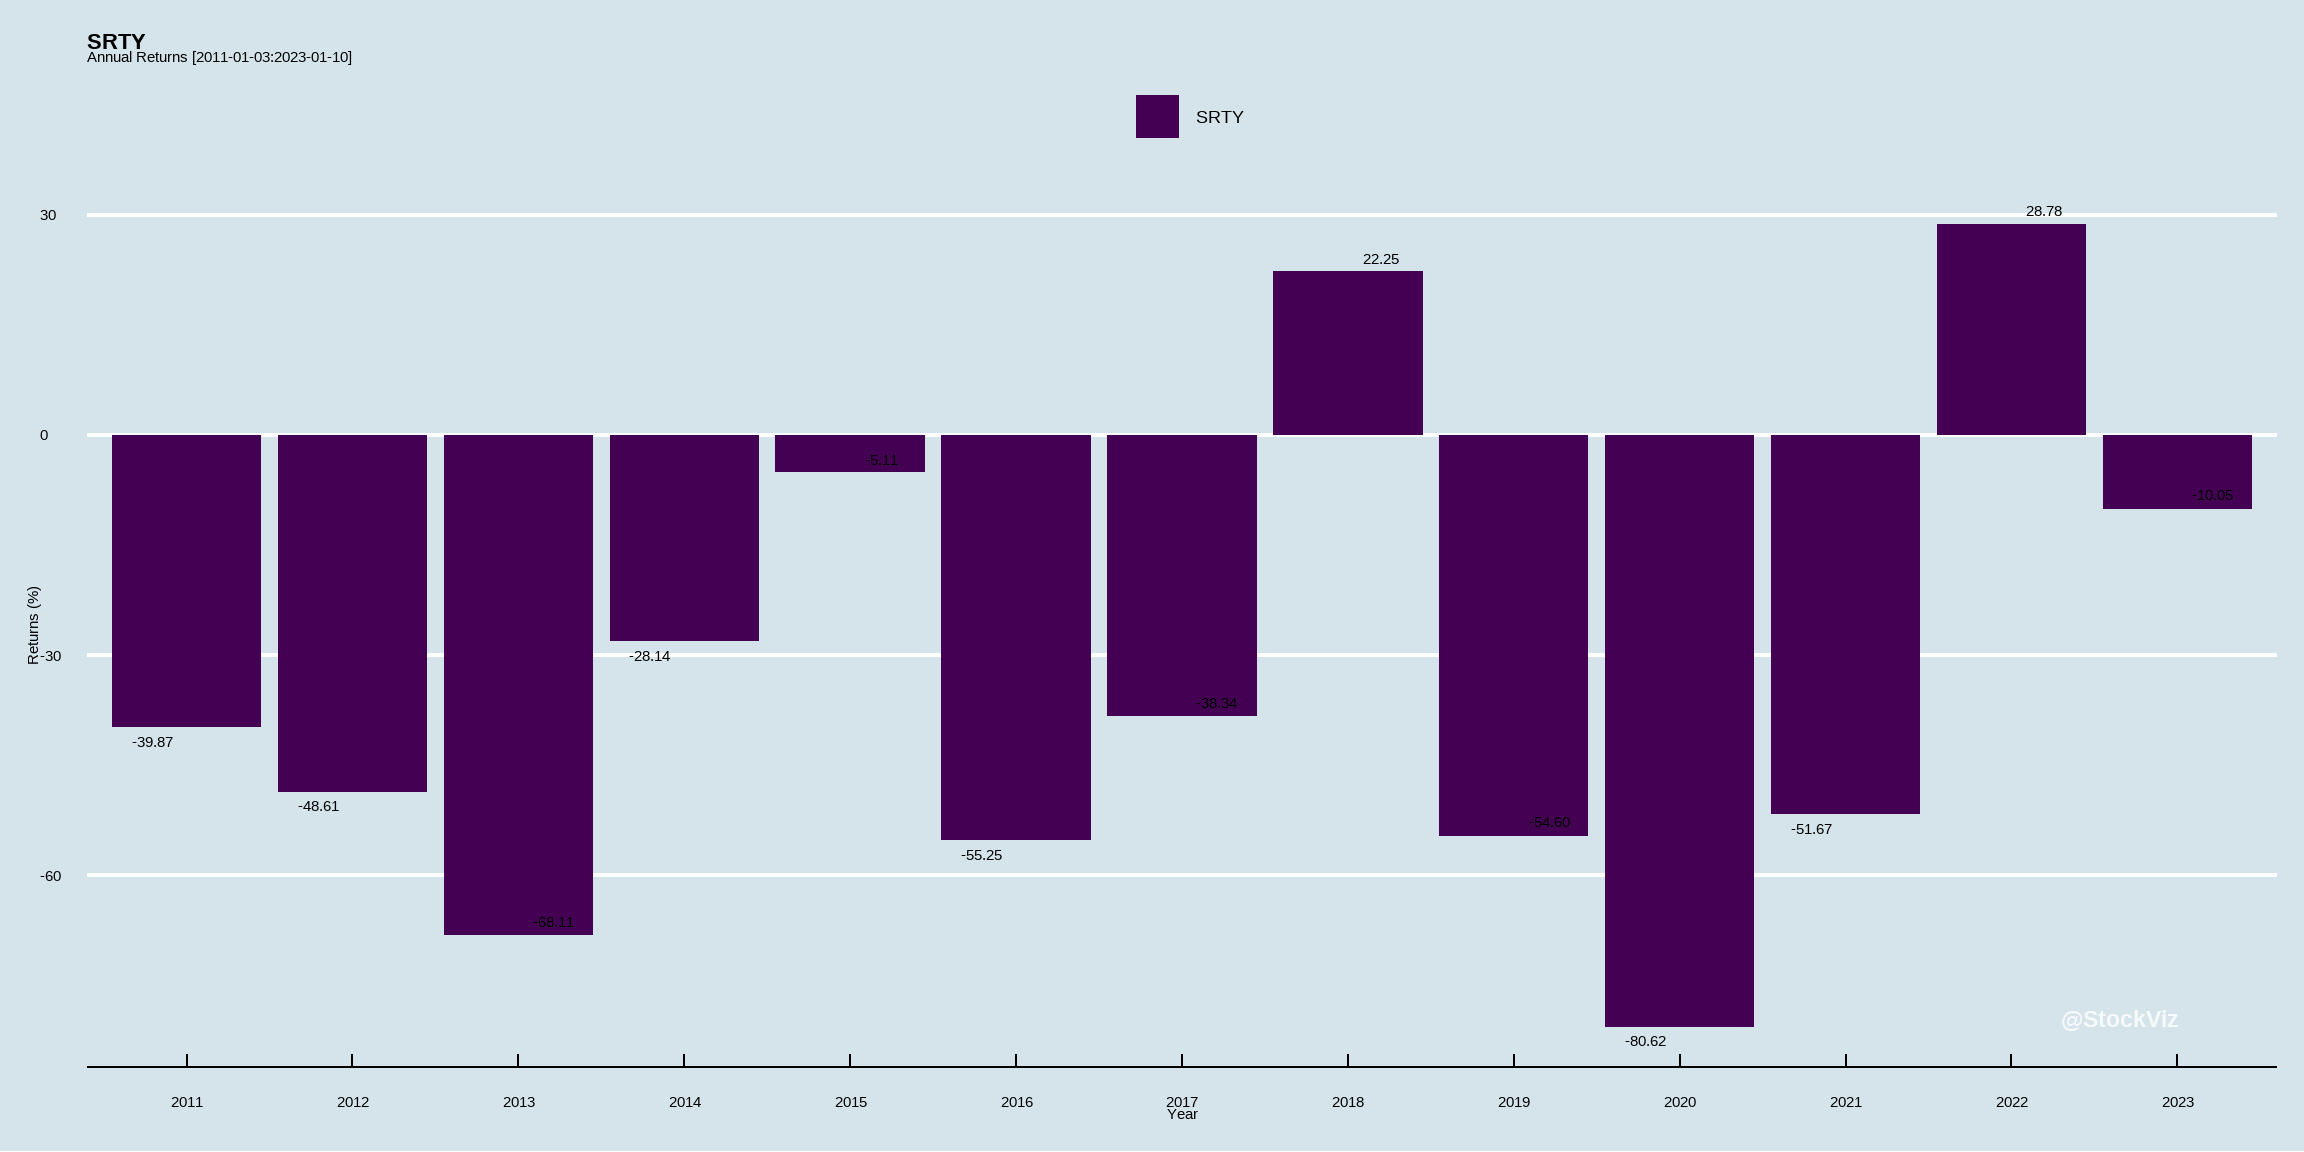 SRTY
Annual Returns [2011-01-03:2023-01-10]
SRTY
30
28.78
22.25
0
-5.11
-10.05
Returns (%)
-30
-28.14
-38.34
-39.87
-48.61
-54.60
-51.67
-55.25
-60
-68.11
@StockViz
-80.62
2011 2012 2013 2014 2015 2016 2017 2018 2019 2020 2021 2022 2023
Year